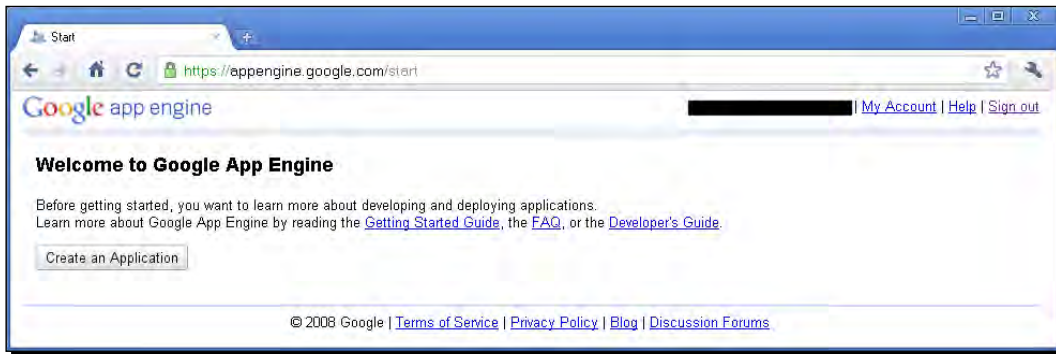 Start
https://appengine.google.com/start
Google app engine
| My Account | Help | Sign out
Welcome to Google App Engine
Before getting started, you want to learn more about developing and deploying applications.
Learn more about Google App Engine by reading the Getting Started Guide, the FAQ, or the Developer's Guide.
Create an Application
© 2008 Google | Terms of Service | Privacy Policy | Blog | Discussion Forums